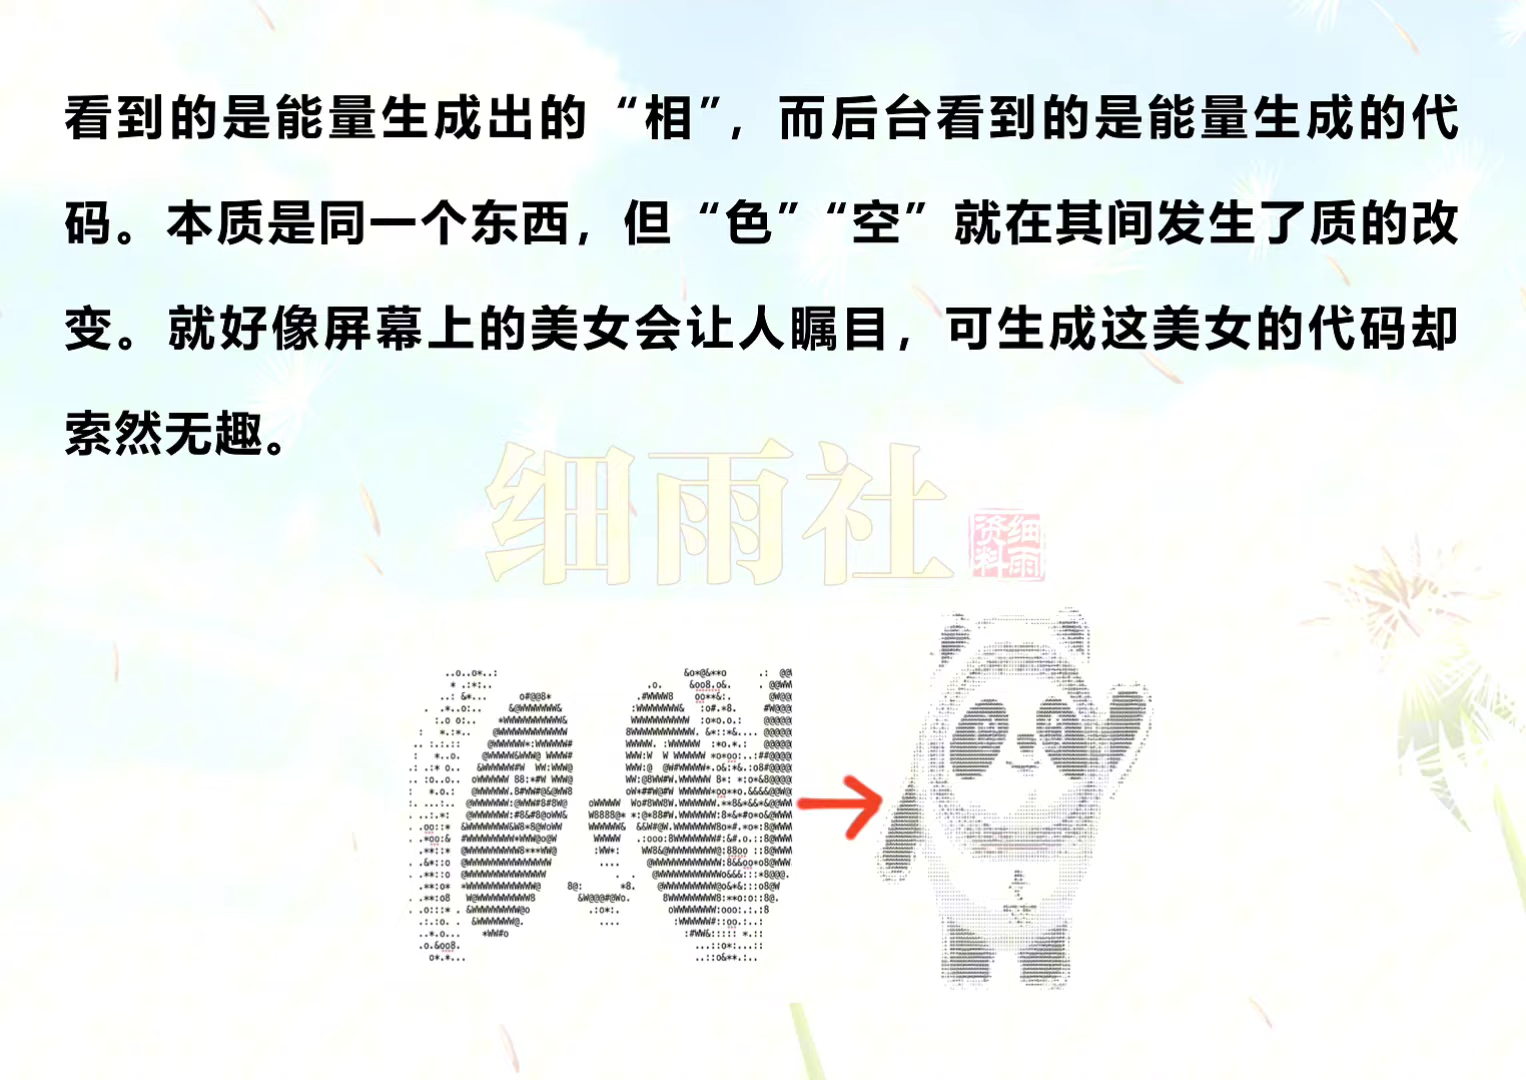 看到的是能量生成出的“相”，而后台看到的是能量生成的代
码。本质是同一个东西，但“色”“空”就在其间发生了质的改
变。就好像屏幕上的美女会让人瞩目，可生成这美女的代码却
索然无趣。
细雨社
细雨
资料